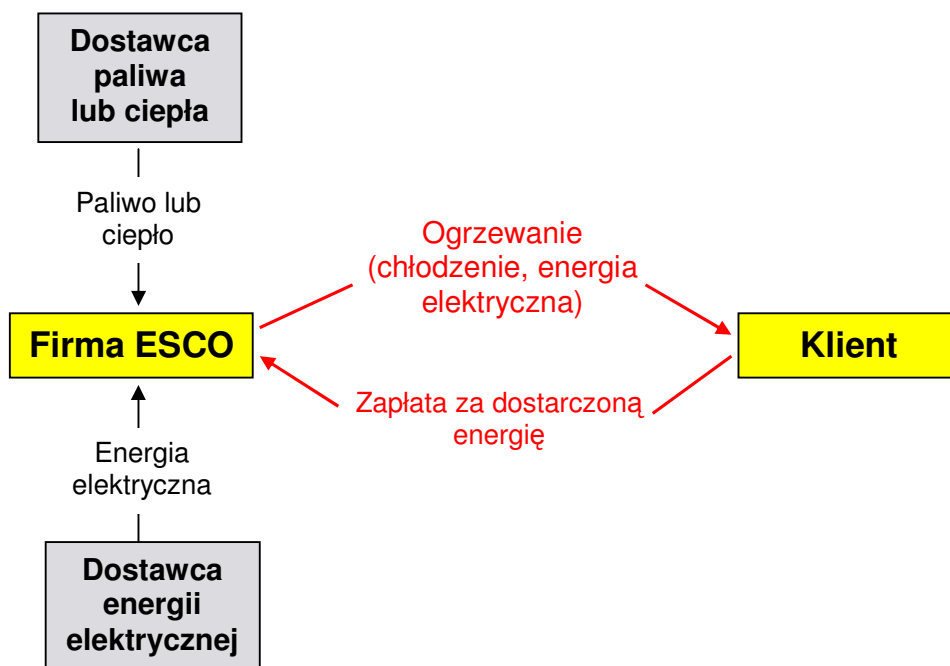 Dostawca
paliwa
lub ciepła
Paliwo lub
ciepło
Ogrzewanie
(chłodzenie, energia
elektryczna)
Firma ESCO
Klient
Zapłata za dostarczoną
energię
Energia
elektryczna
Dostawca
energii
elektrycznej